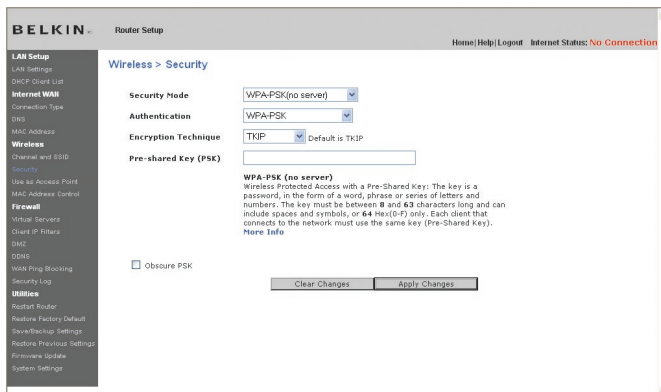 BELKIN
Router Setup
Home|Help|Logout Internet Status: No Connection
LAN Setup
LAN Settings
DHCP Client List
Internet WAN
Connection Type
DNS
MAC Address
Wireless
Channel and SSID
Security
Use as Access Point
MAC Address Control
Firewall
Virtual Servers
Client IP Filters
DMZ
DDNS
WAN Ping Blocking
Security Log
Utilities
Restart Router
Restore Factory Default
Save/Backup Settings
Restore Previous Settings
Firmware Update
System Settings
Wireless > Security
Security Mode WPA-PSK(no server)
Authentication WPA-PSK
Encryption Technique TKIP Default is TKIP
Pre-shared Key (PSK)
WPA-PSK (no server)
Wireless Protected Access with a Pre-Shared Key: The key is a
password, in the form of a word, phrase or series of letters and
numbers. The key must be between 8 and 63 characters long and can
include spaces and symbols, or 64 Hex(0-F) only. Each client that
connects to the network must use the same key (Pre-Shared Key).
More Info
Obscure PSK
Clear Changes Apply Changes